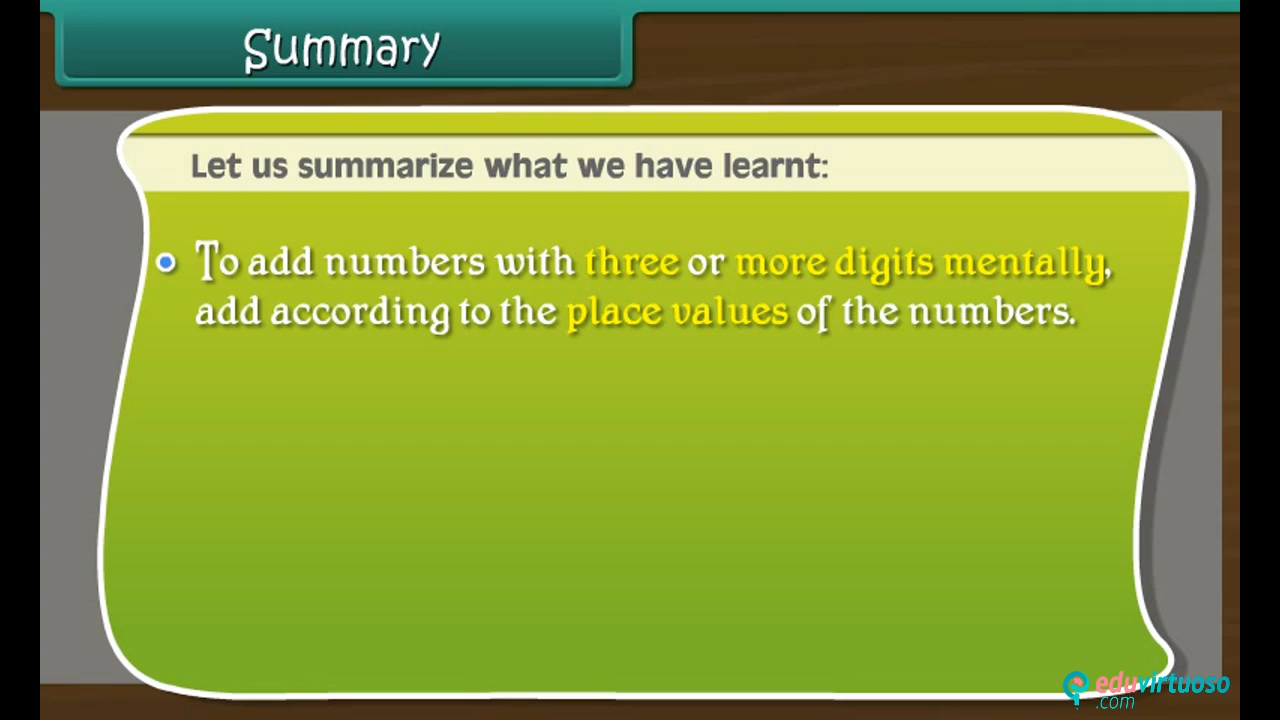 Summary
Let us summarize what we have learnt:
To add numbers with three or more digits mentally,
add according to the place values of the numbers.
eduvirtuoso
.com